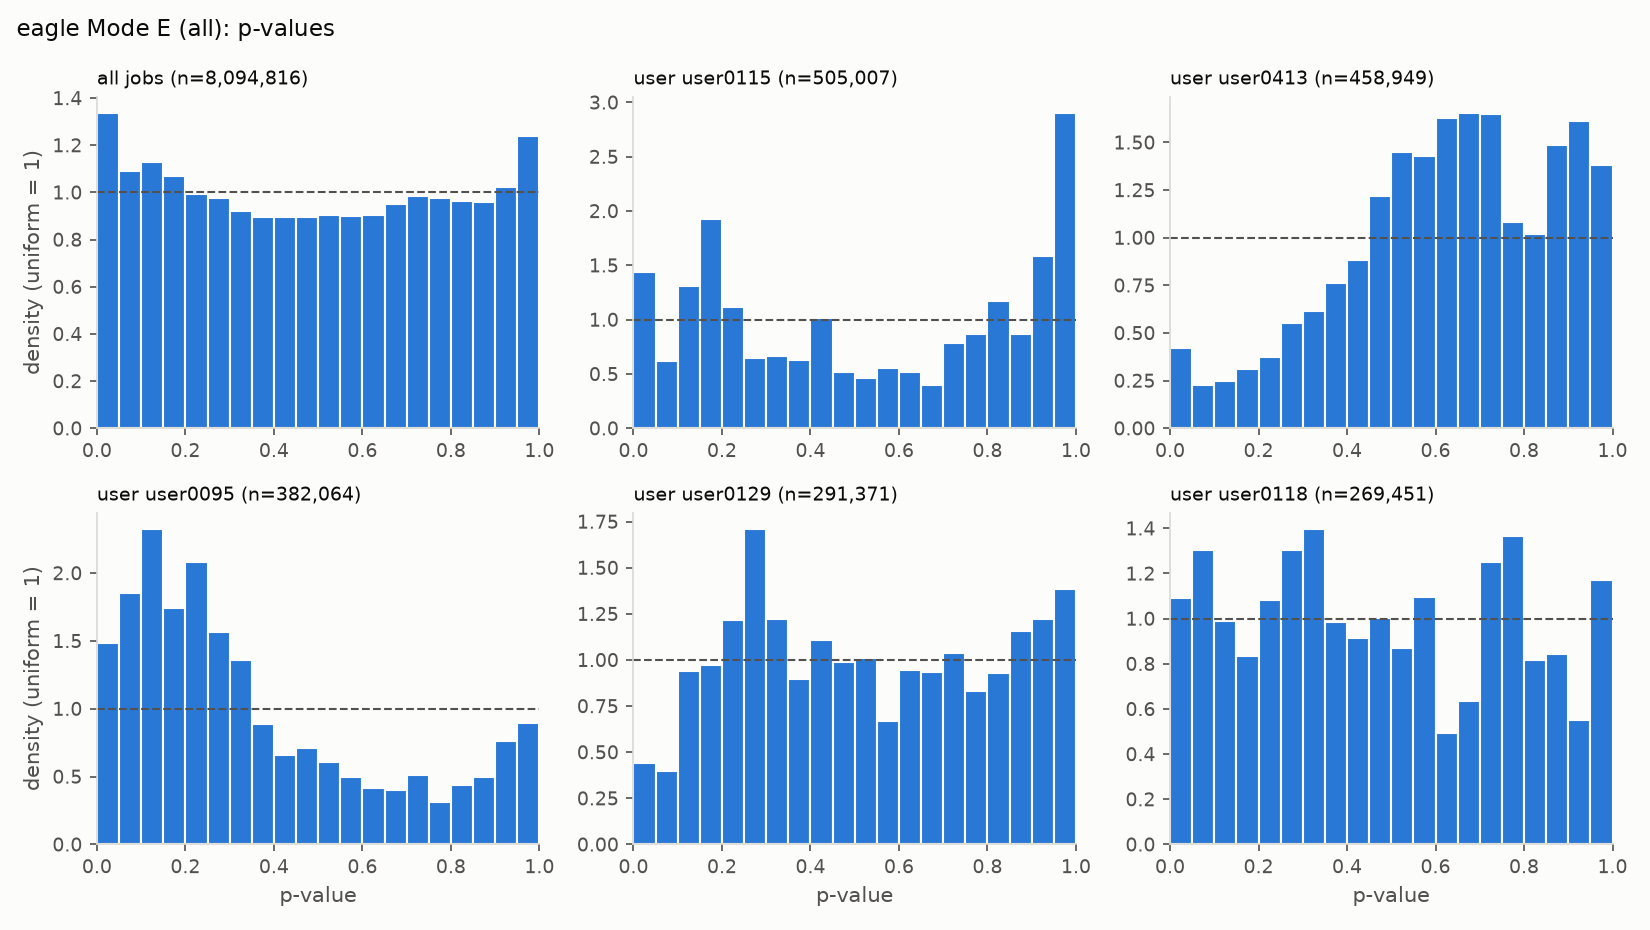 eagle Mode E (all): p-values
all jobs (n=8,094,816)
density (uniform = 1)
1.4
1.2
1.0
0.8
0.6
0.4
0.2
0.0
0.0 0.2 0.4 0.6 0.8 1.0
user user0115 (n=505,007)
3.0
2.5
2.0
1.5
1.0
0.5
0.0
0.0 0.2 0.4 0.6 0.8 1.0
user user0413 (n=458,949)
1.50
1.25
1.00
0.75
0.50
0.25
0.00
0.0 0.2 0.4 0.6 0.8 1.0
user user0095 (n=382,064)
density (uniform = 1)
2.0
1.5
1.0
0.5
0.0
0.0 0.2 0.4 0.6 0.8 1.0
p-value
user user0129 (n=291,371)
1.75
1.50
1.25
1.00
0.75
0.50
0.25
0.00
0.0 0.2 0.4 0.6 0.8 1.0
p-value
user user0118 (n=269,451)
1.4
1.2
1.0
0.8
0.6
0.4
0.2
0.0
0.0 0.2 0.4 0.6 0.8 1.0
p-value